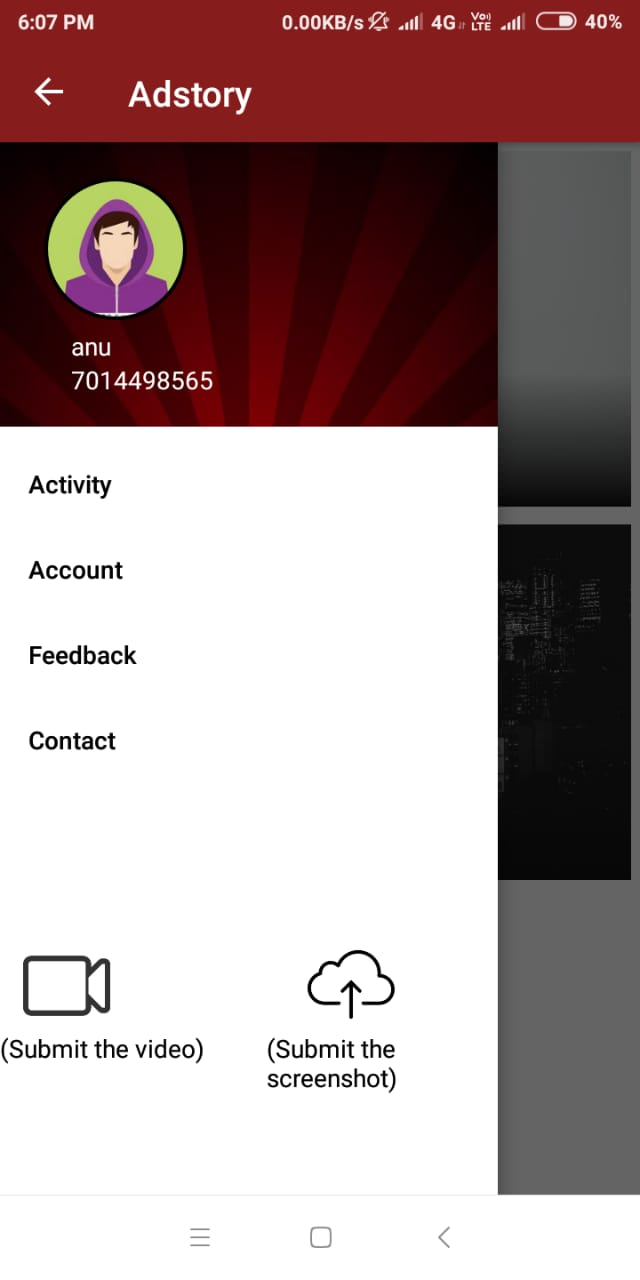 6:07 PM 0.00KB/s 4G Vo) LTE 40%
Adstory
anu
7014498565
Activity
Account
Feedback
Contact
(Submit the video) (Submit the
screenshot)